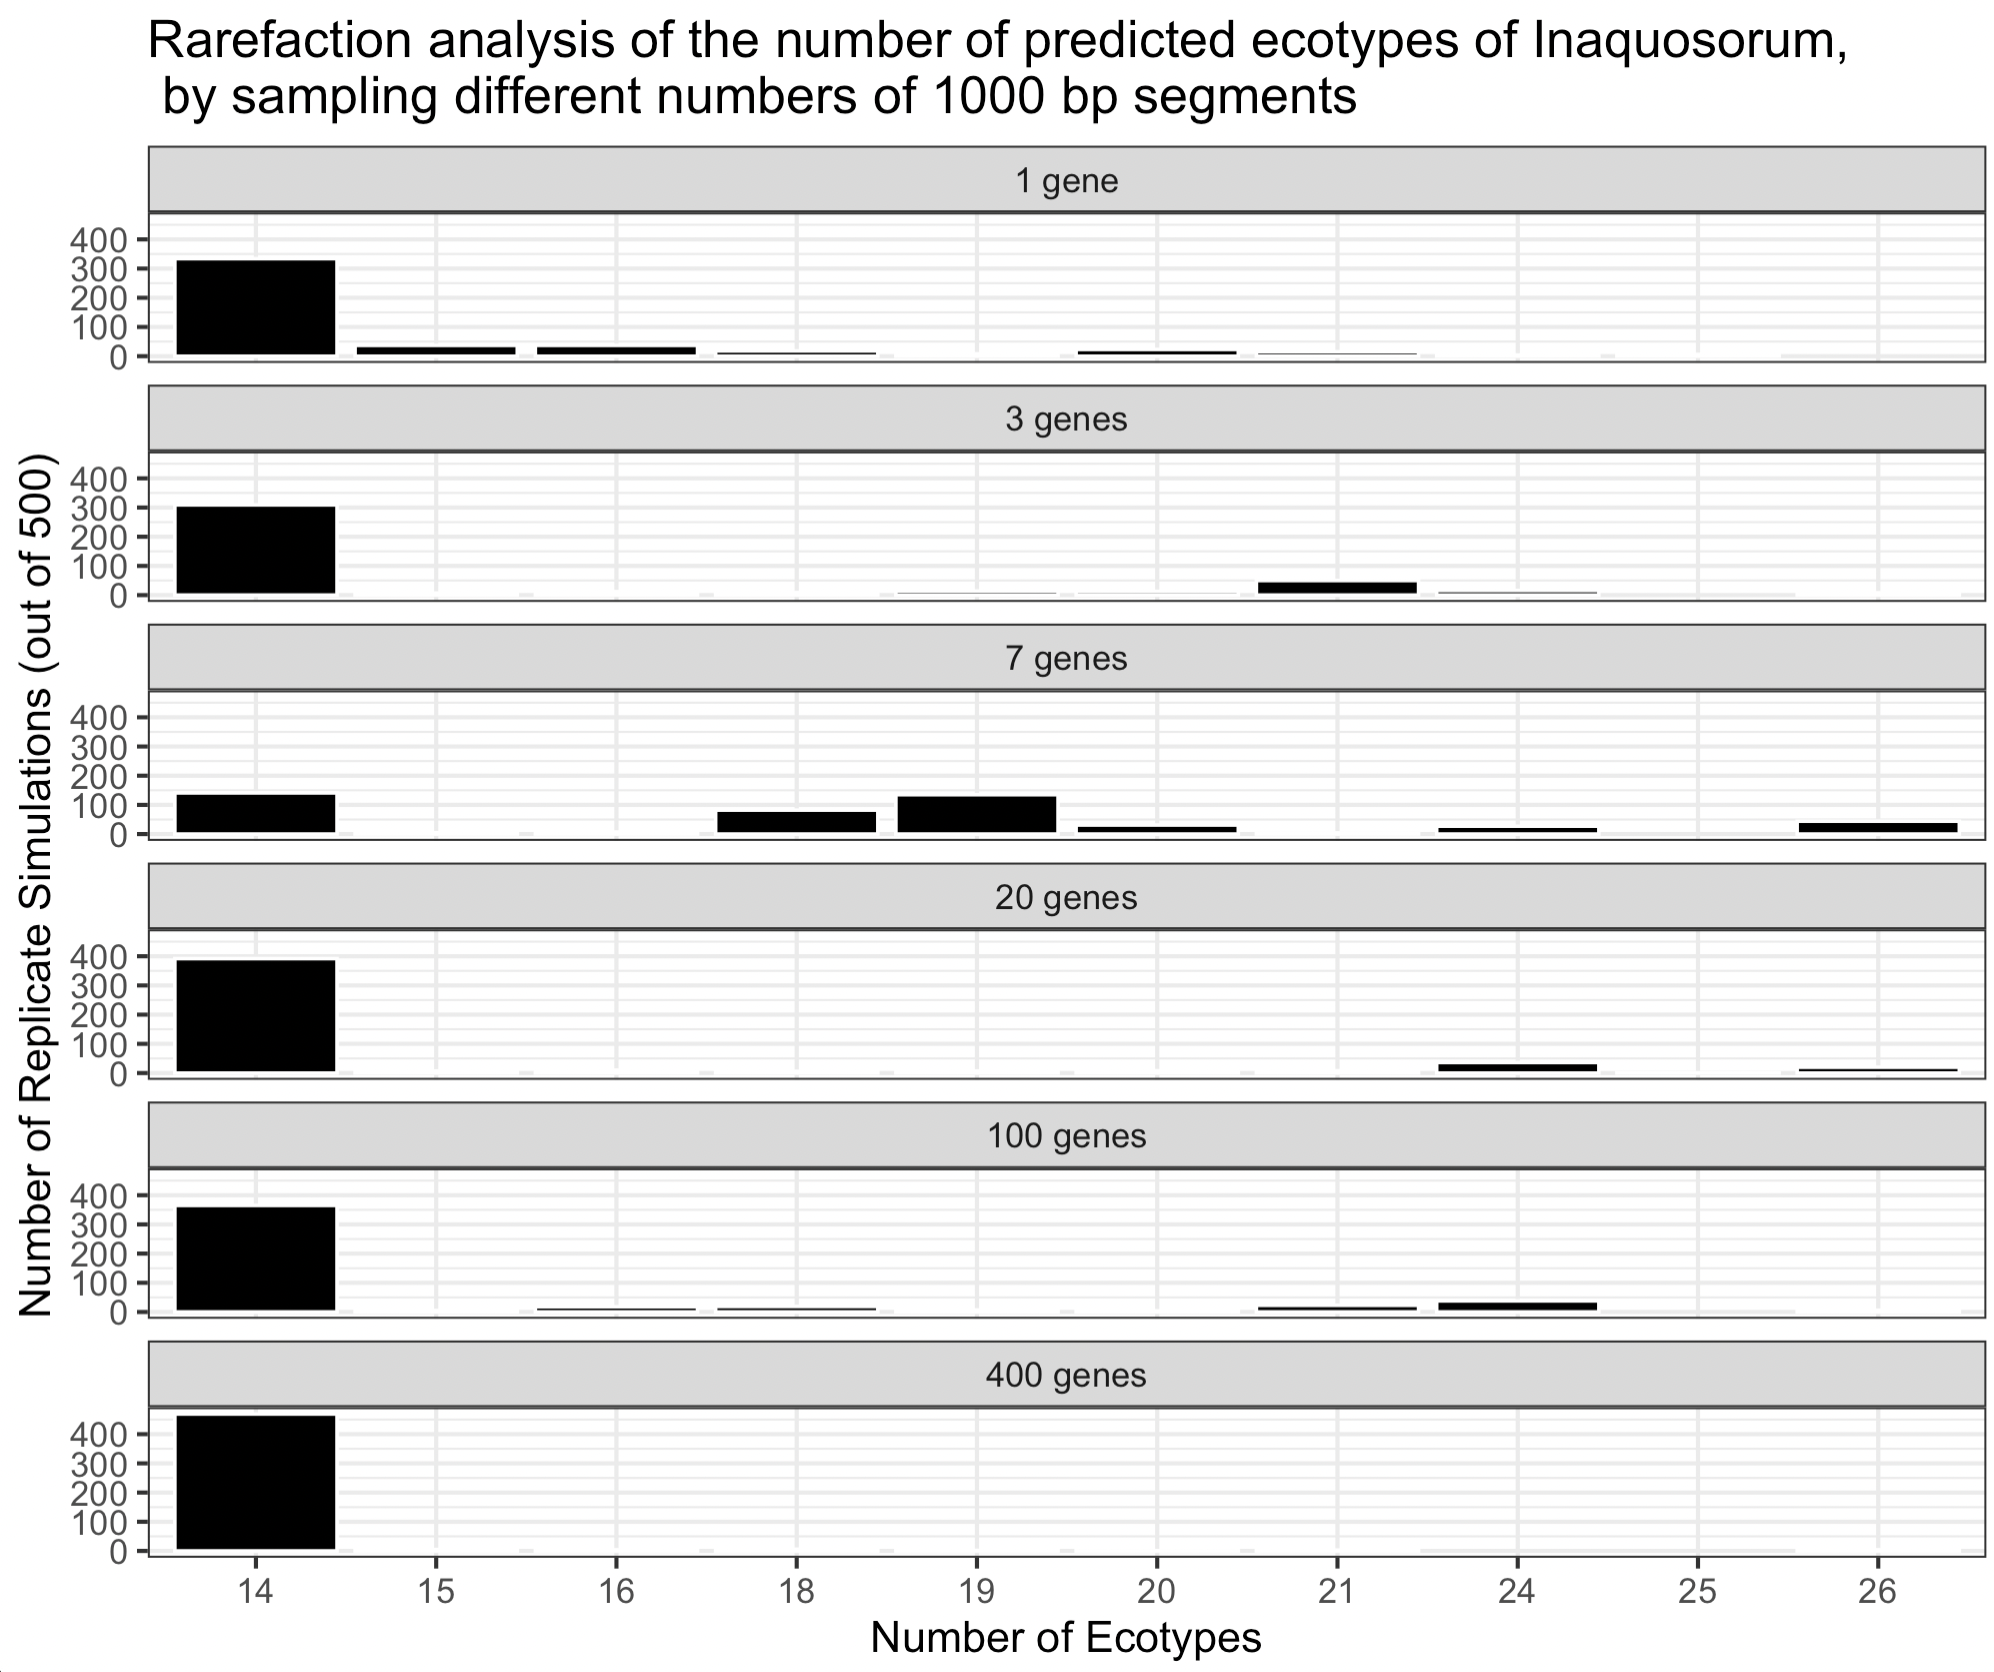 Rarefaction analysis of the number of predicted ecotypes of Inaquosorum,
by sampling different numbers of 1000 bp segments
Number of Replicate Simulations (out of 500)
1 gene
400
300
200
100
0
3 genes
400
300
200
100
0
7 genes
400
300
200
100
0
20 genes
400
300
200
100
0
100 genes
400
300
200
100
0
400 genes
400
300
200
100
0
14 15 16 18 19 20 21 24 25 26
Number of Ecotypes